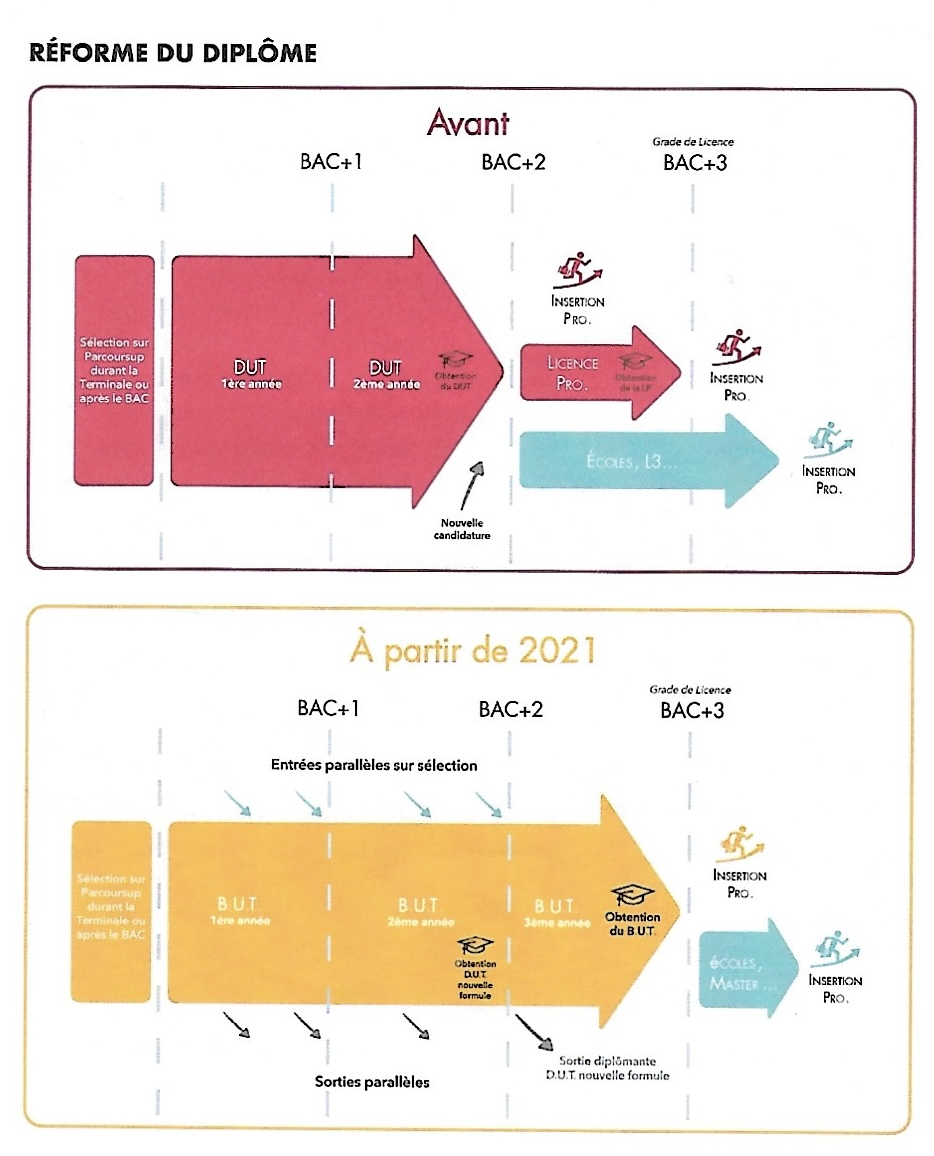 RÉFORME DU DIPLÔME
Avant
Grade de Licence
BAC+1
BAC+2
BAC+3
Sélection sur
Parcoursup
durant la
Terminale ou
après le BAC
DUT
1ère année
DUT
2ème année
Obtention
du DUT
INSERTION
PRO.
LICENCE
PRO.
Obtention
de la LP
INSERTION
PRO.
ÉCOLES, L3...
INSERTION
PRO.
Nouvelle
candidature
À partir de 2021
Grade de Licence
BAC+1
BAC+2
BAC+3
Entrées parallèles sur sélection
Sélection sur
Parcoursup
durant la
Terminale ou
après le BAC
B.U.T.
1ère année
B.U.T.
2ème année
Obtention
D.U.T.
nouvelle
formule
B.U.T.
3ème année
Obtention
du B.U.T.
INSERTION
PRO.
éCOLES,
MASTER ...
INSERTION
PRO.
Sorties parallèles
Sortie diplômante
D.U.T. nouvelle formule